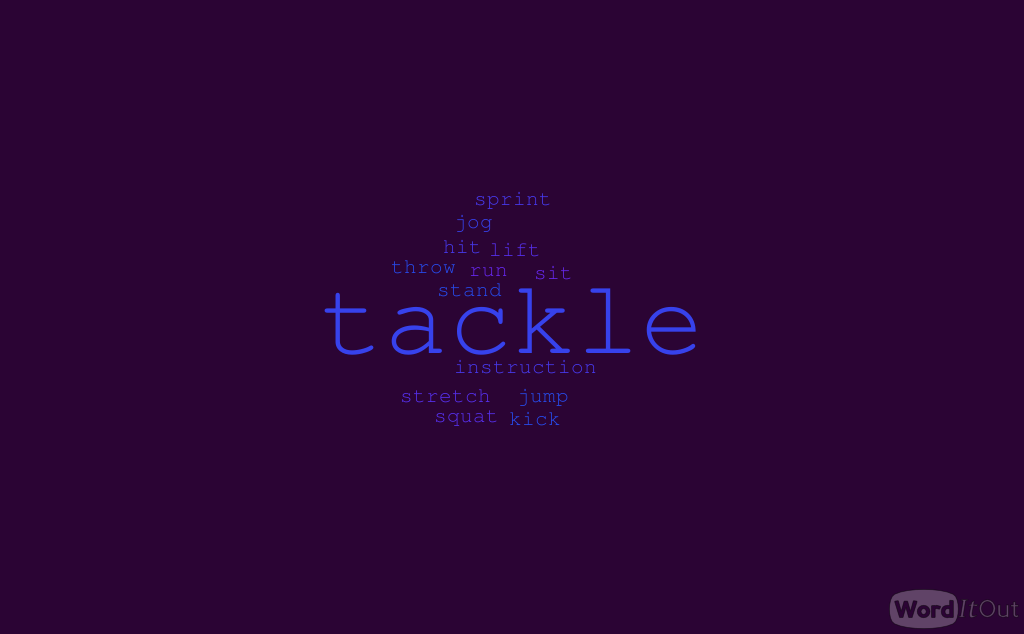 sprint
jog
hit lift
throw run sit
stand
tackle
instruction
stretch jump
squat kick
WordItOut